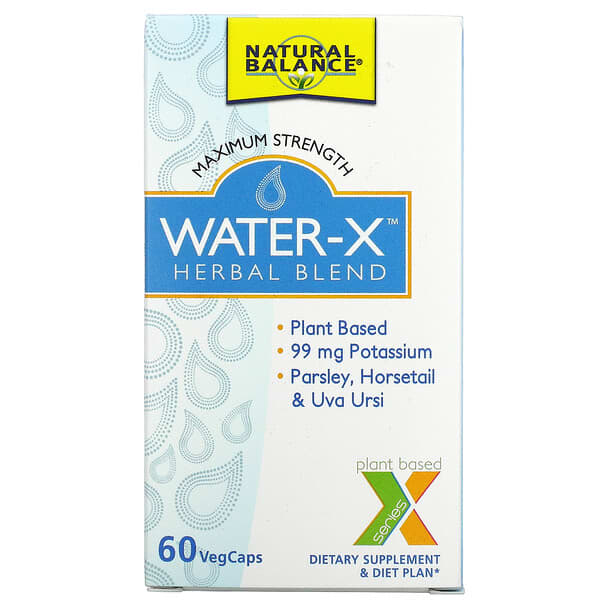 NATURAL
BALANCE®
MAXIMUM STRENGTH
WATER-X™
HERBAL BLEND
• Plant Based
• 99 mg Potassium
• Parsley, Horsetail
& Uva Ursi
plant based
X
series
60 VegCaps
DIETARY SUPPLEMENT
& DIET PLAN*